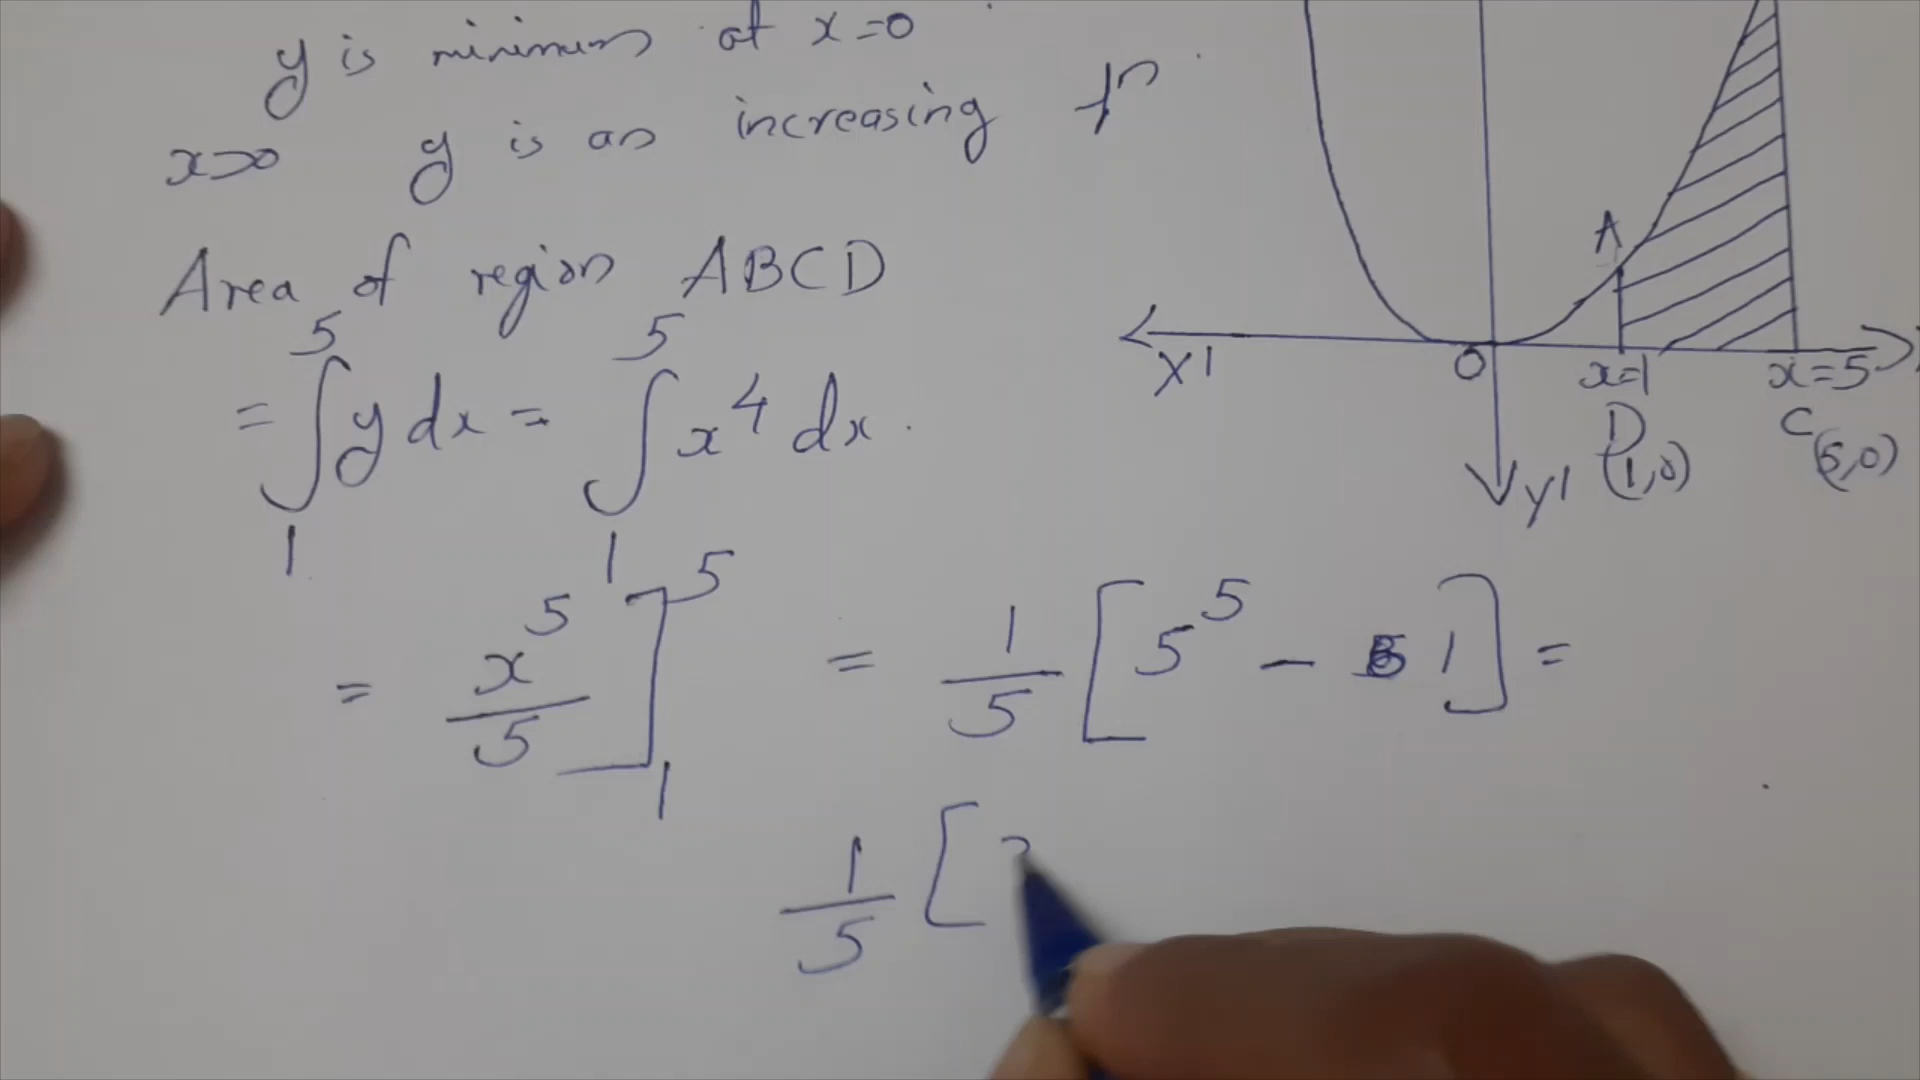 y is minimum at x=0
x>0 y is an increasing fn
Area of region ABCD
= ∫₁⁵ y dx = ∫₁⁵ x⁴ dx.
= x⁵/5 ]₁⁵ = 1/5 [5⁵ - 1] =
1/5 [
A
X' O x=1 x=5
D C
(1,0) (5,0)
Y'